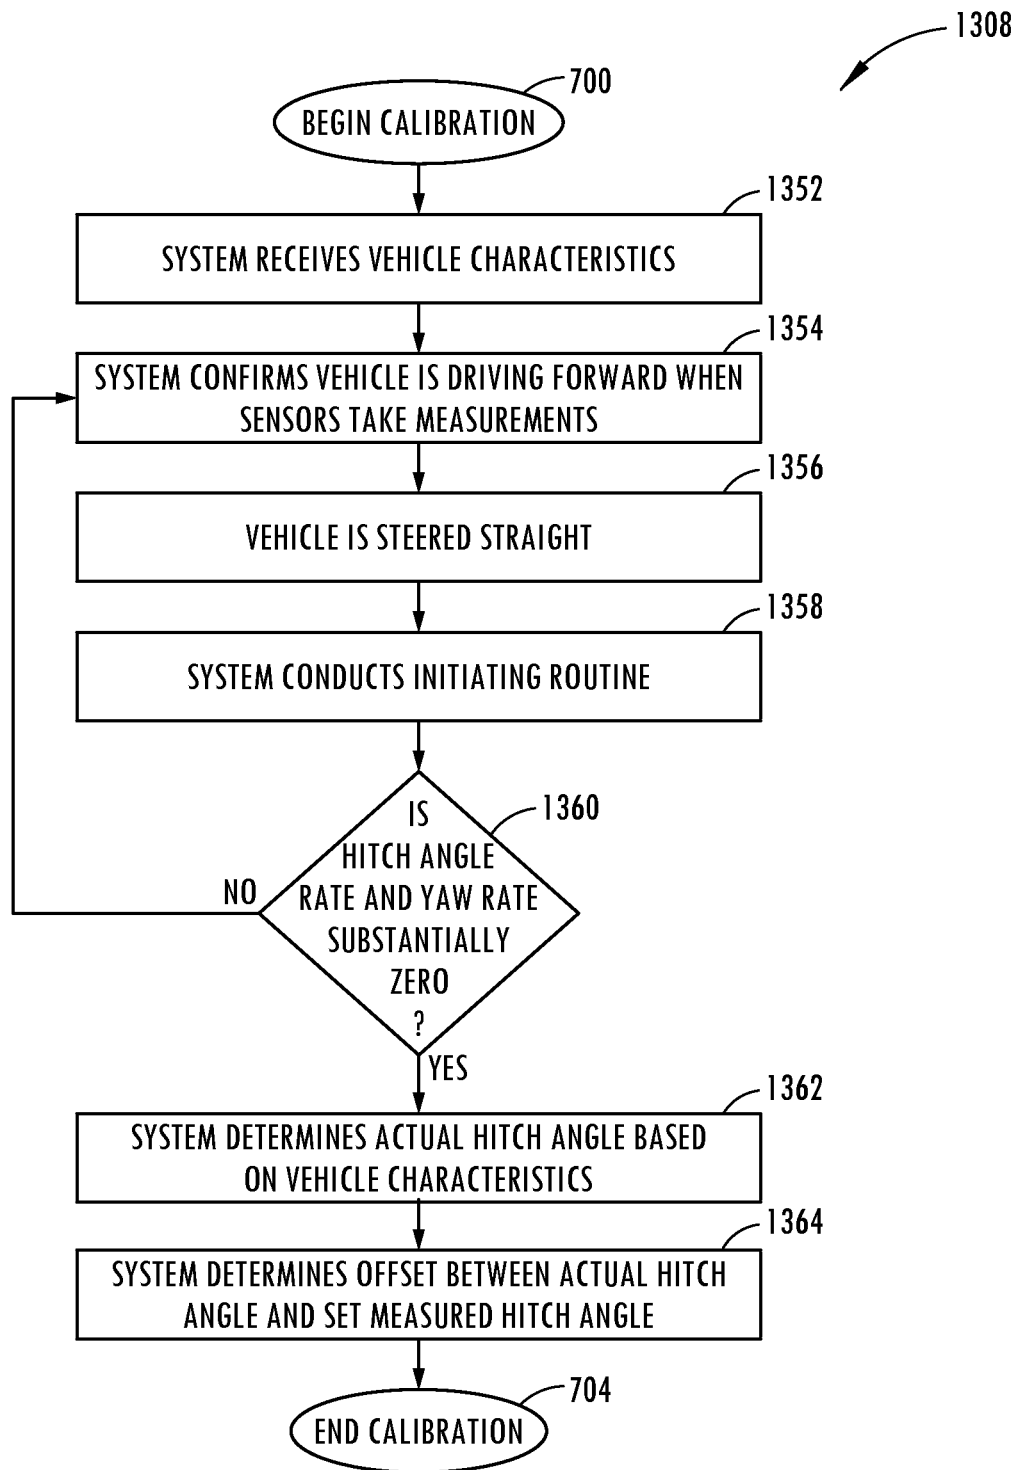 1308
700
BEGIN CALIBRATION
1352
SYSTEM RECEIVES VEHICLE CHARACTERISTICS
1354
SYSTEM CONFIRMS VEHICLE IS DRIVING FORWARD WHEN
SENSORS TAKE MEASUREMENTS
1356
VEHICLE IS STEERED STRAIGHT
1358
SYSTEM CONDUCTS INITIATING ROUTINE
1360
IS
HITCH ANGLE
RATE AND YAW RATE
SUBSTANTIALLY
ZERO
?
NO
YES
1362
SYSTEM DETERMINES ACTUAL HITCH ANGLE BASED
ON VEHICLE CHARACTERISTICS
1364
SYSTEM DETERMINES OFFSET BETWEEN ACTUAL HITCH
ANGLE AND SET MEASURED HITCH ANGLE
704
END CALIBRATION